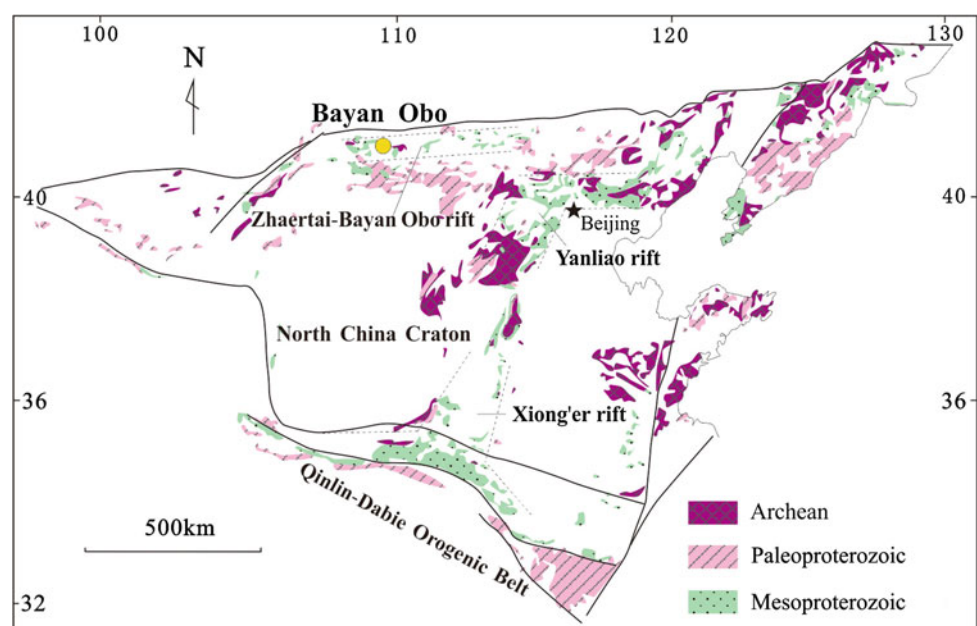 100 110 120 130
N
Bayan Obo
40 40
Zhaertai-Bayan Obo rift
Beijing
Yanliao rift
North China Craton
36 36
Xiong'er rift
Qinlin-Dabie Orogenic Belt
500km
Archean
Paleoproterozoic
Mesoproterozoic
32